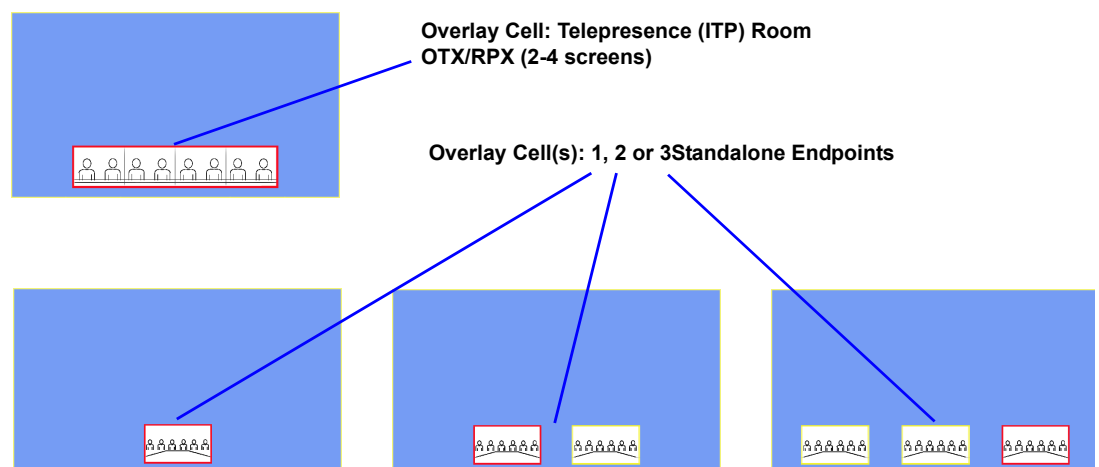 Overlay Cell: Telepresence (ITP) Room
OTX/RPX (2-4 screens)
Overlay Cell(s): 1, 2 or 3Standalone Endpoints